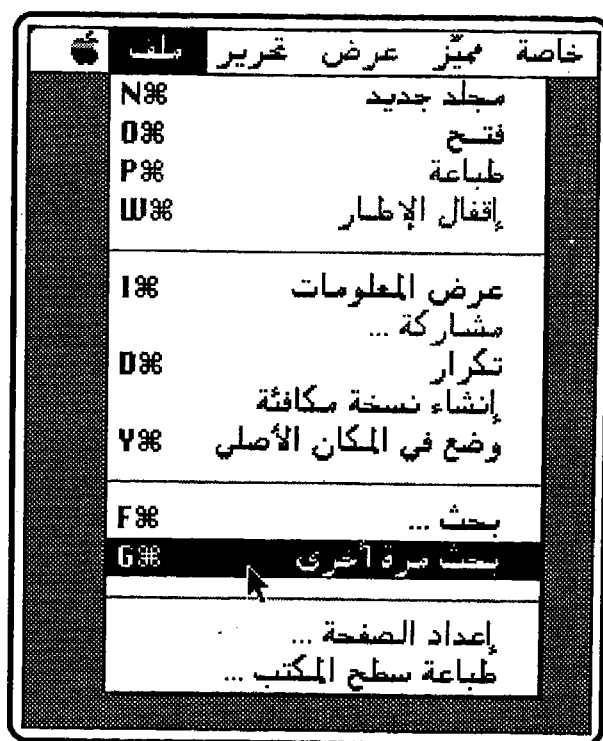 ملف تحرير عرض مميّز خاصة
مجلد جديد N⌘
فتح O⌘
طباعة P⌘
إقفال الإطار W⌘
عرض المعلومات I⌘
مشاركة ...
تكرار D⌘
إنشاء نسخة مكافئة
وضع في المكان الأصلي Y⌘
بحث ... F⌘
بحث مرة أخرى G⌘
إعداد الصفحة ...
طباعة سطح المكتب ...